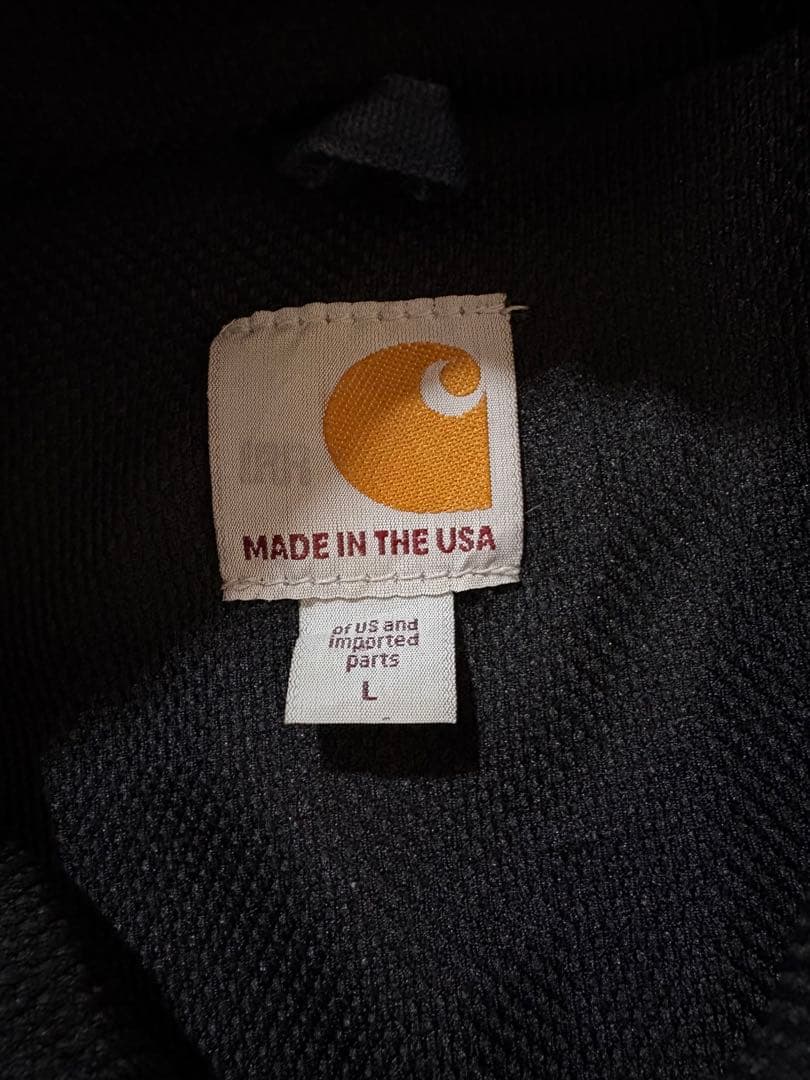 MADE IN THE USA
of US and
imported
parts
L